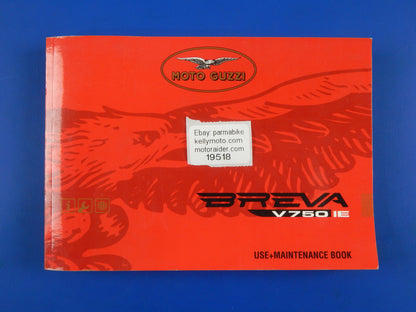 MOTO GUZZI
Ebay: parmabike
kellymoto.com
motoraider.com
19518
BREVA
V750 IE
USE+MAINTENANCE BOOK